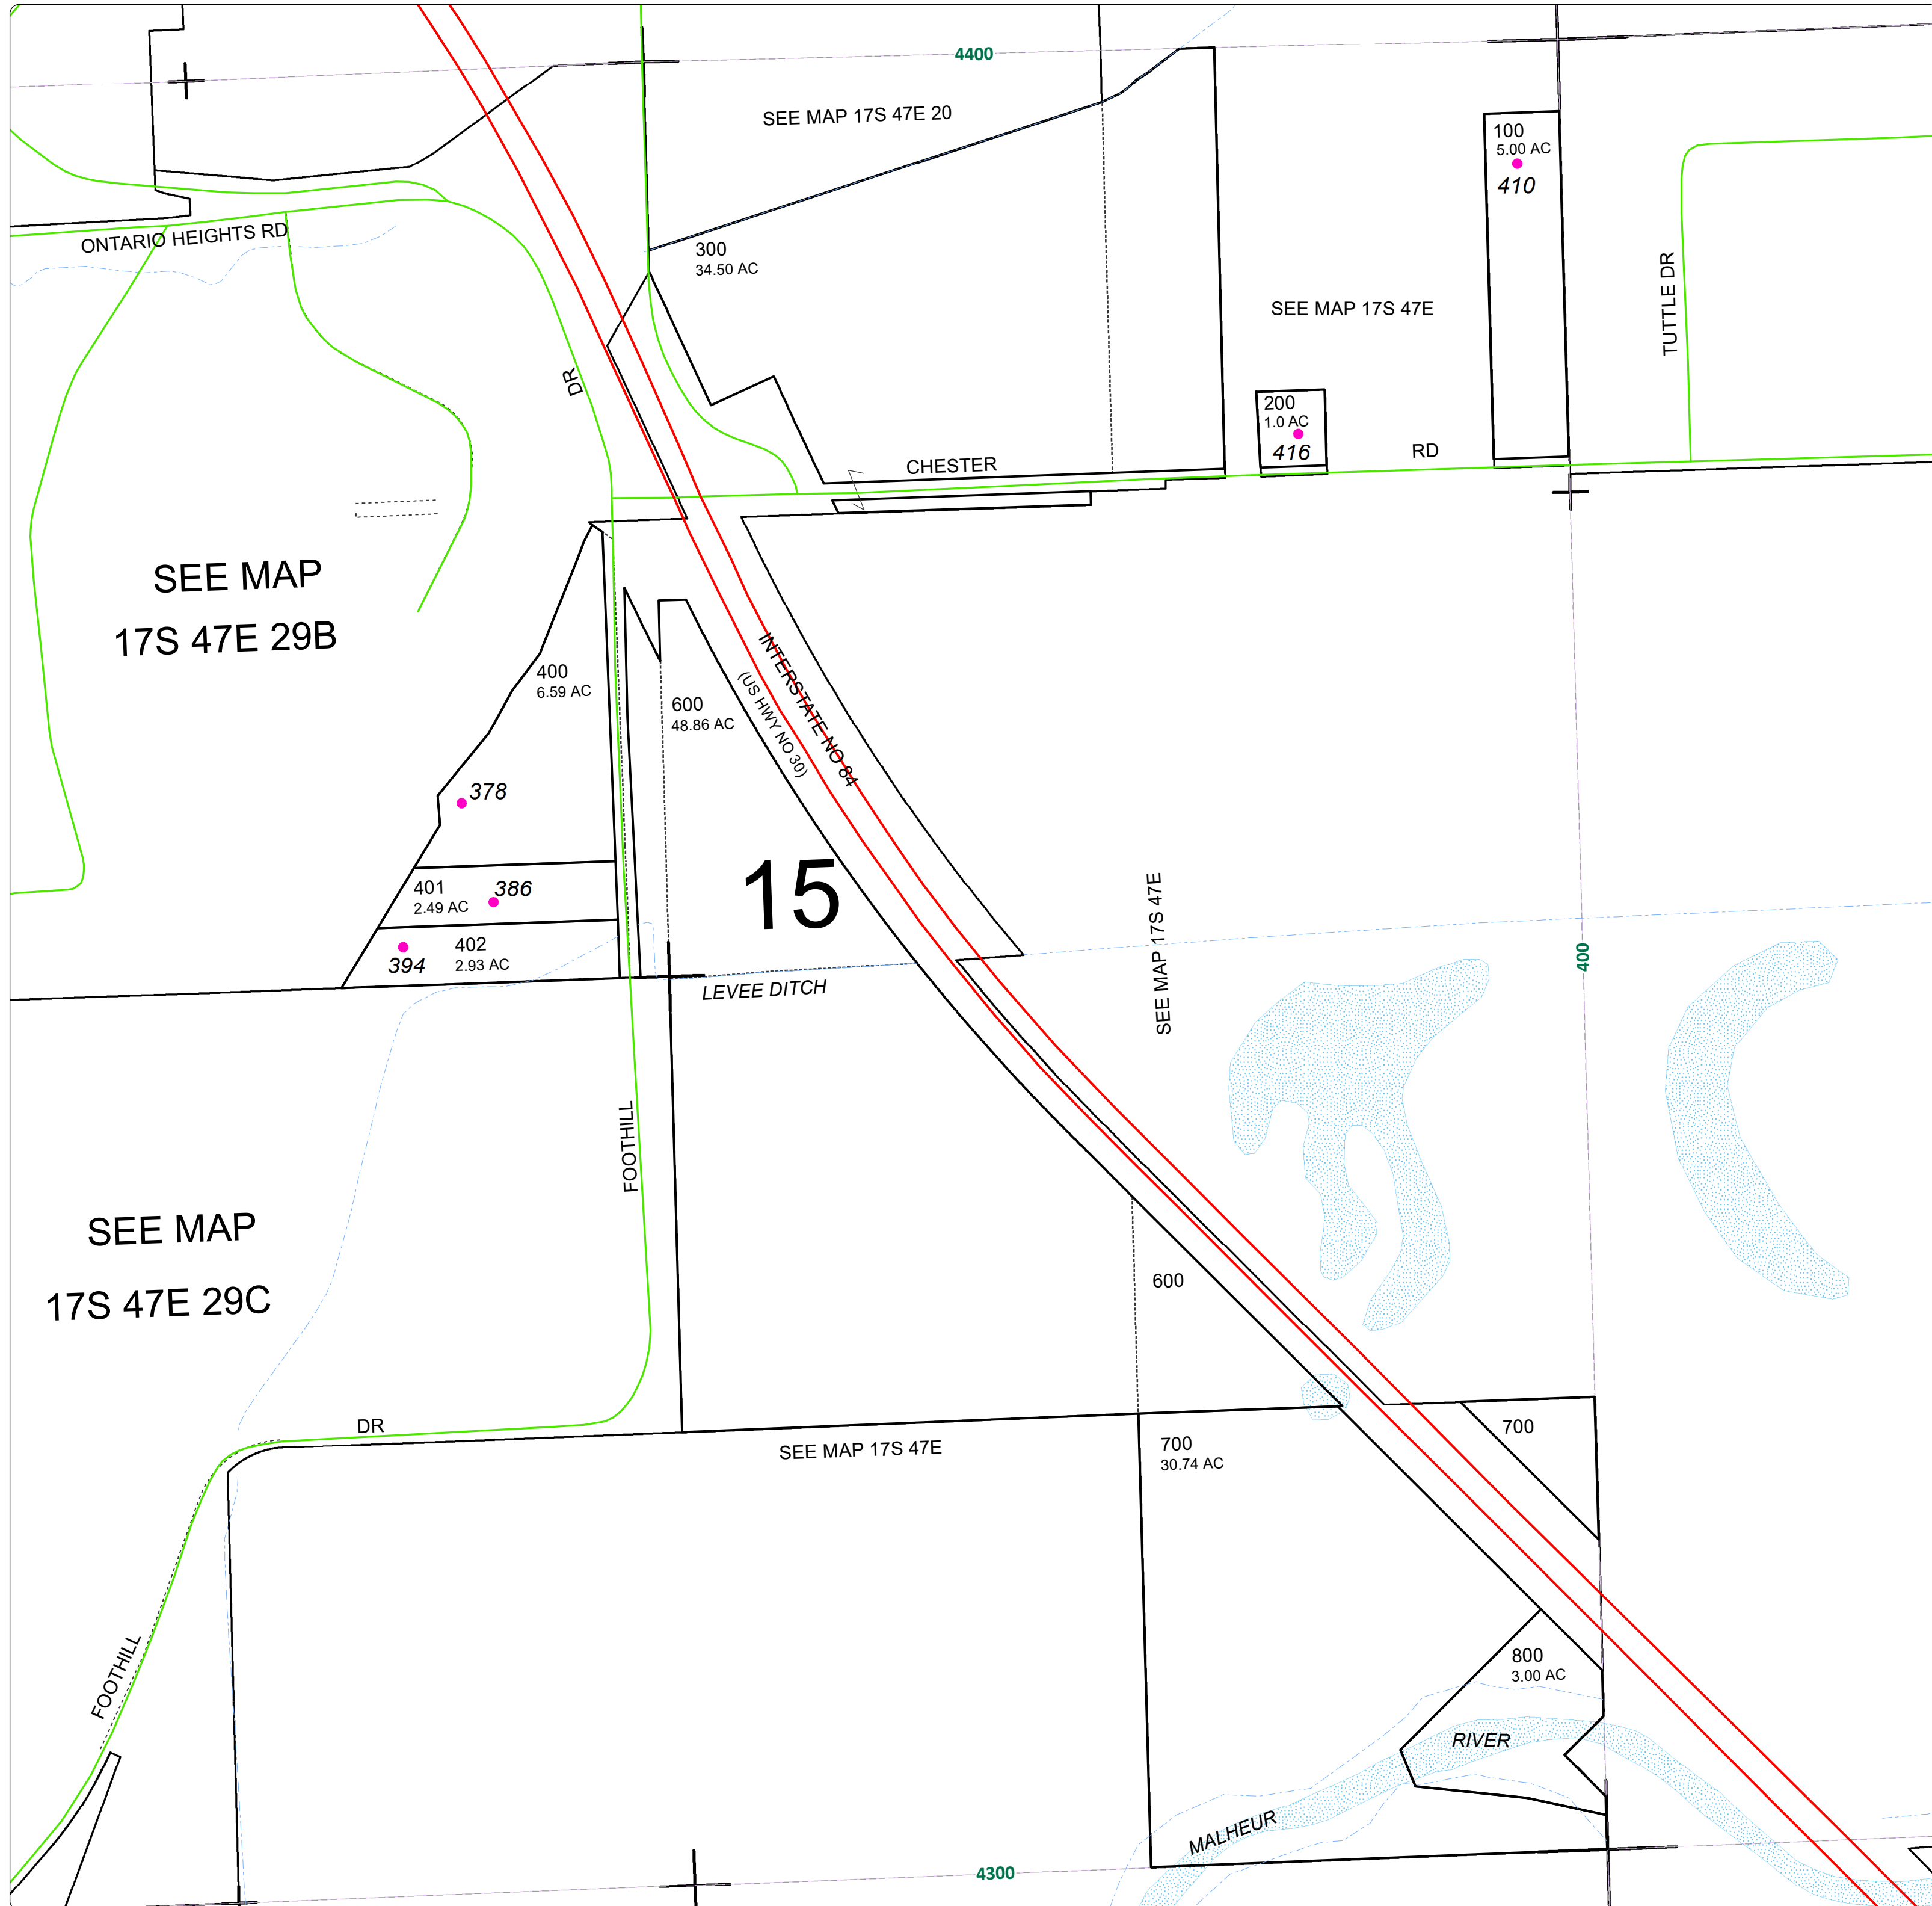 4400
SEE MAP 17S 47E 20
100
5.00 AC
410
ONTARIO HEIGHTS RD
300
34.50 AC
SEE MAP 17S 47E
TUTTLE DR
DR
200
1.0 AC
416
CHESTER
RD
SEE MAP
17S 47E 29B
400
6.59 AC
600
48.86 AC
INTERSTATE NO 84
(US HWY NO 30)
378
15
401
2.49 AC
386
402
2.93 AC
394
LEVEE DITCH
SEE MAP 17S 47E
400
FOOTHILL
SEE MAP
17S 47E 29C
600
DR
SEE MAP 17S 47E
700
30.74 AC
700
FOOTHILL
800
3.00 AC
RIVER
MALHEUR
4300